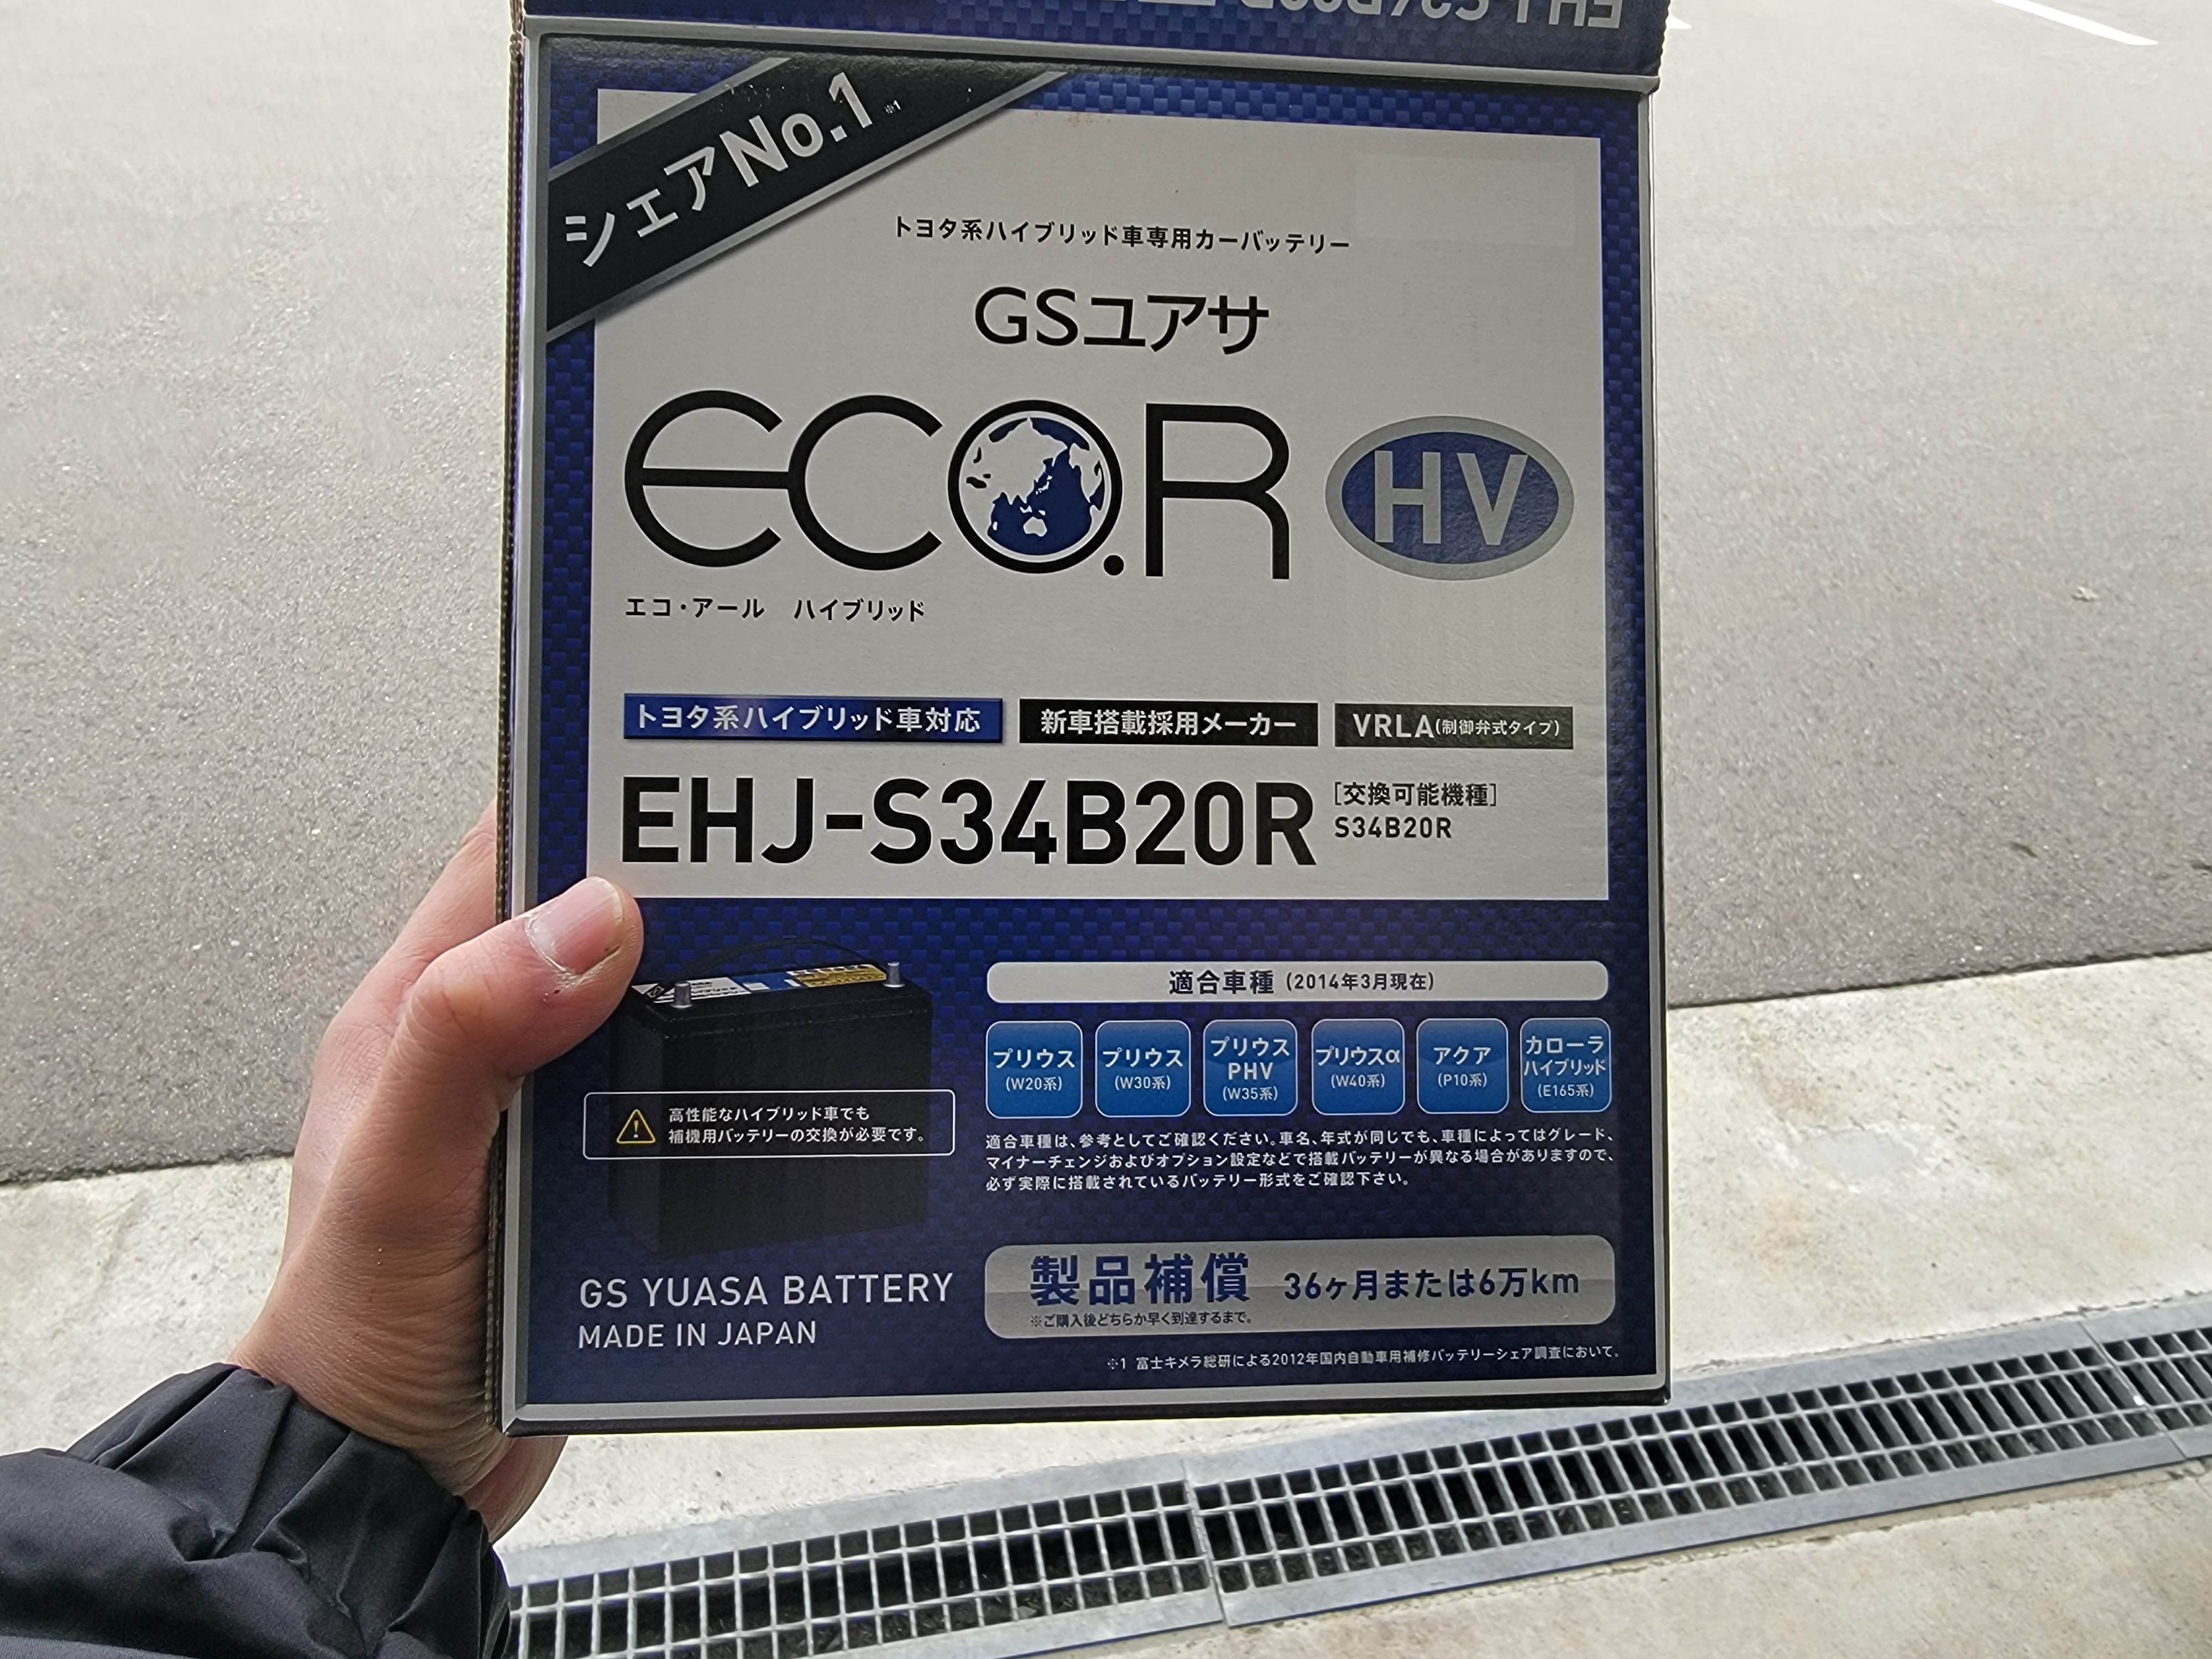 シェアNo.1 ※1
トヨタ系ハイブリッド車専用カーバッテリー
GSユアサ
ECO.R HV
エコ・アール ハイブリッド
トヨタ系ハイブリッド車対応 新車搭載採用メーカー VRLA(制御弁式タイプ)
EHJ-S34B20R
[交換可能機種]
S34B20R
適合車種 (2014年3月現在)
プリウス
(W20系)
プリウス
(W30系)
プリウス
PHV
(W35系)
プリウスα
(W40系)
アクア
(P10系)
カローラ
ハイブリッド
(E165系)
高性能なハイブリッド車でも
補機用バッテリーの交換が必要です。
適合車種は、参考としてご確認ください。車名、年式が同じでも、車種によってはグレード、
マイナーチェンジおよびオプション設定などで搭載バッテリーが異なる場合がありますので、
必ず実際に搭載されているバッテリー形式をご確認下さい。
製品補償 36ヶ月または6万km
※ご購入後どちらか早く到達するまで。
GS YUASA BATTERY
MADE IN JAPAN
※1 富士キメラ総研による2012年国内自動車用補修バッテリーシェア調査において。